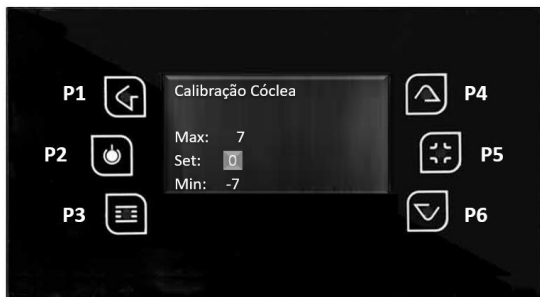 P1
P2
P3
Calibração Cóclea
Max: 7
Set: 0
Min: -7
P4
P5
P6